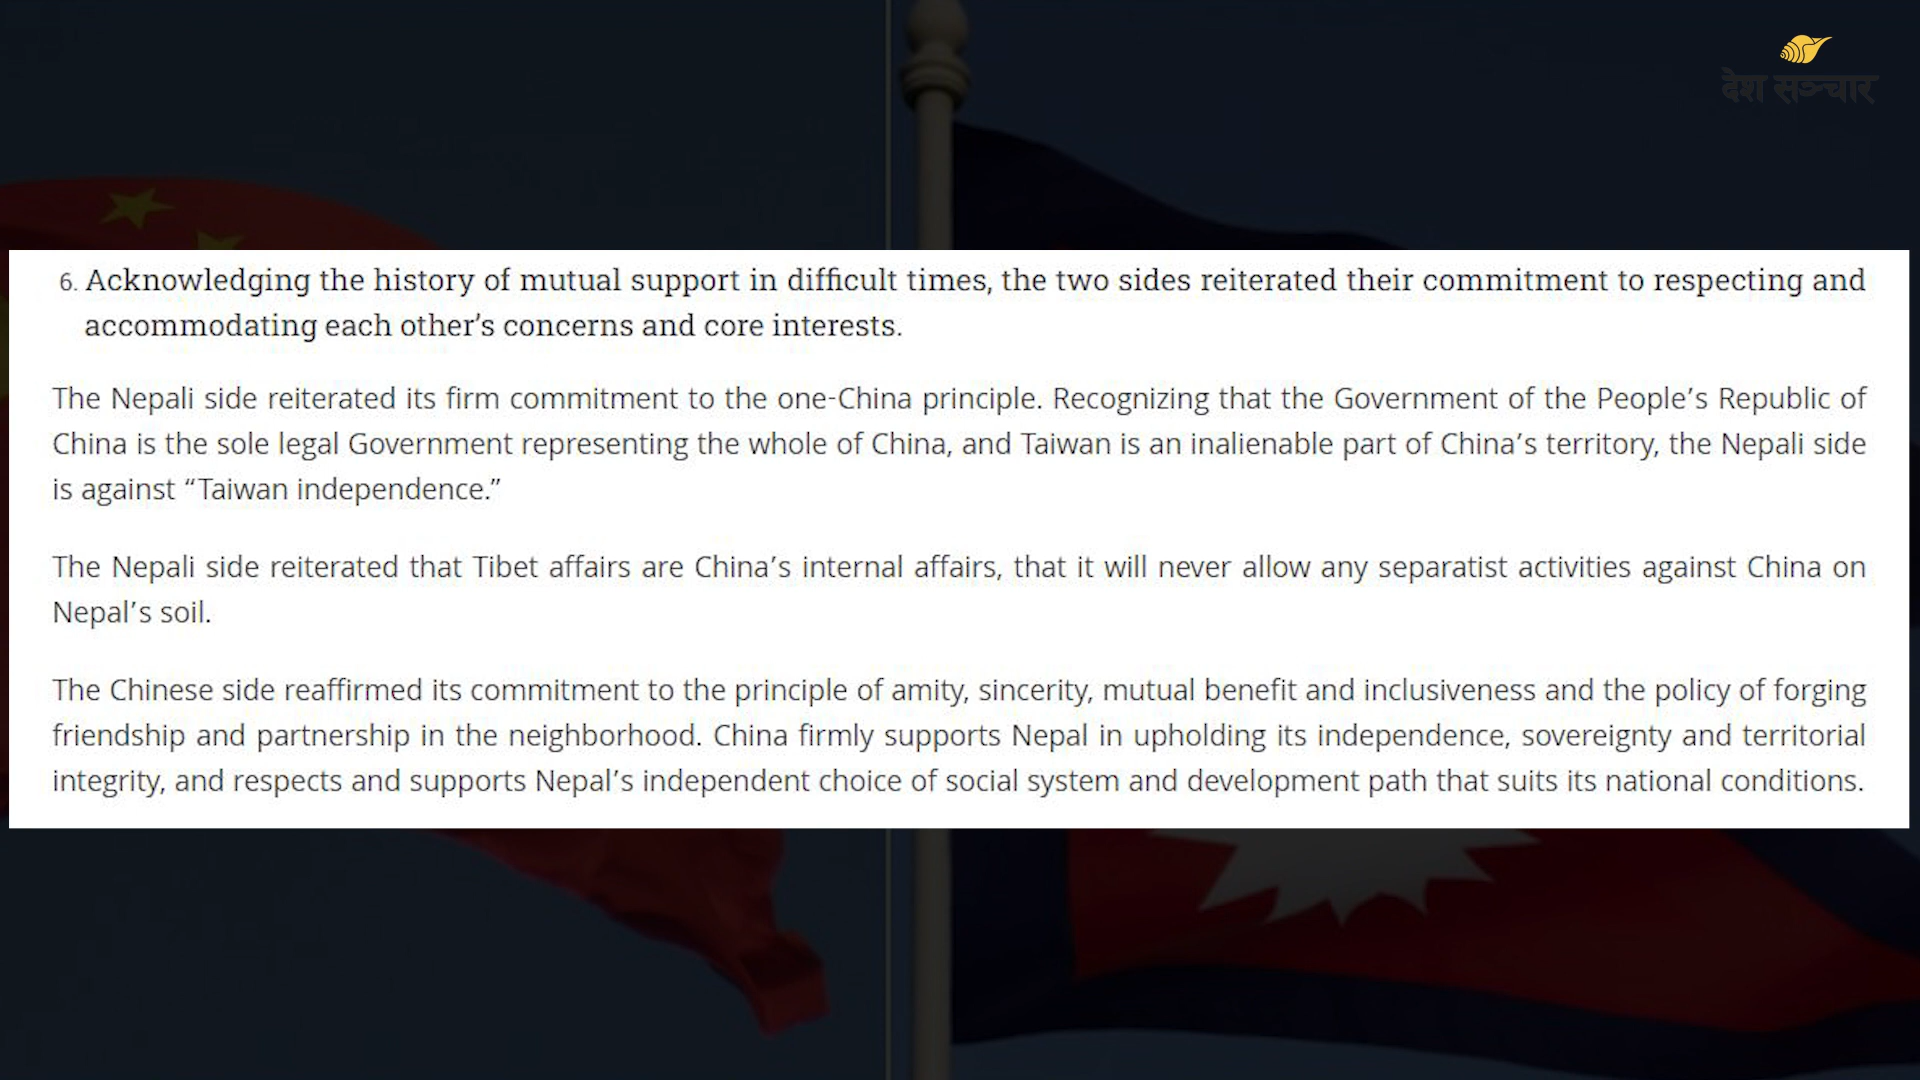 देश सञ्चार
6. Acknowledging the history of mutual support in difficult times, the two sides reiterated their commitment to respecting and
accommodating each other’s concerns and core interests.
The Nepali side reiterated its firm commitment to the one-China principle. Recognizing that the Government of the People’s Republic of
China is the sole legal Government representing the whole of China, and Taiwan is an inalienable part of China’s territory, the Nepali side
is against “Taiwan independence.”
The Nepali side reiterated that Tibet affairs are China’s internal affairs, that it will never allow any separatist activities against China on
Nepal’s soil.
The Chinese side reaffirmed its commitment to the principle of amity, sincerity, mutual benefit and inclusiveness and the policy of forging
friendship and partnership in the neighborhood. China firmly supports Nepal in upholding its independence, sovereignty and territorial
integrity, and respects and supports Nepal’s independent choice of social system and development path that suits its national conditions.